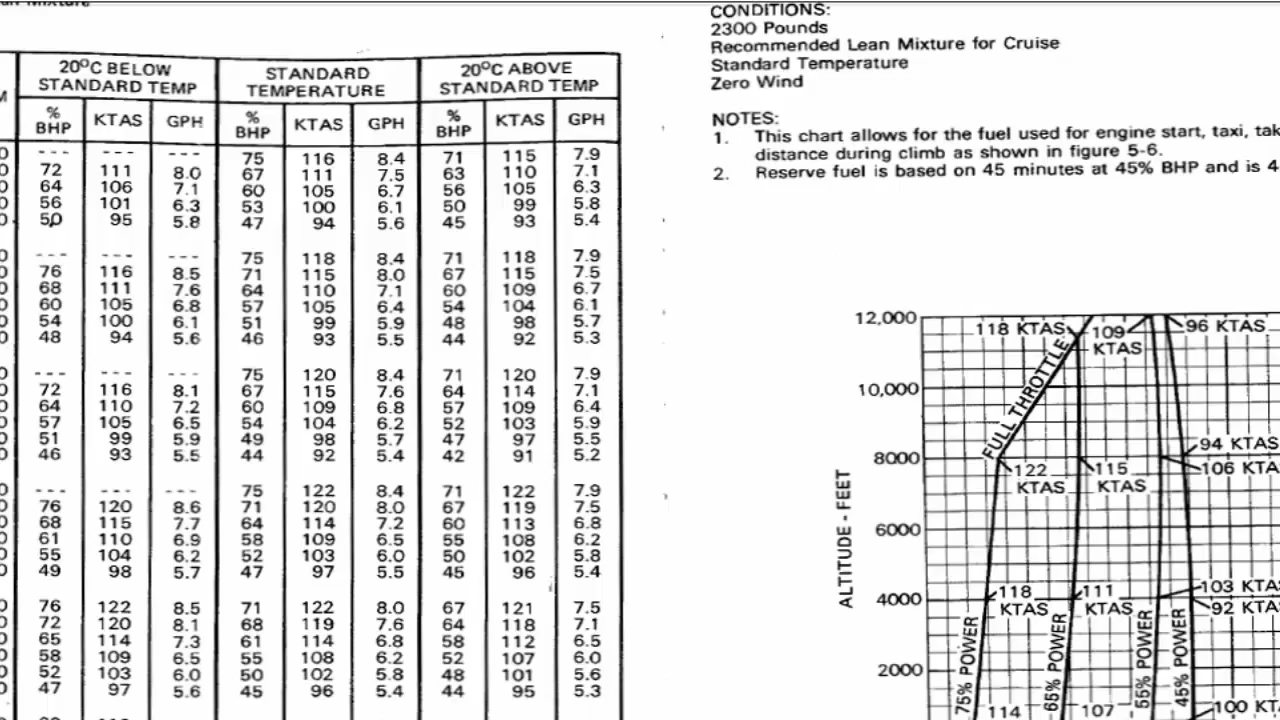 20°C BELOW STANDARD TEMP | STANDARD TEMPERATURE | 20°C ABOVE STANDARD TEMP
% BHP KTAS GPH % BHP KTAS GPH % BHP KTAS GPH
--- --- --- 75 116 8.4 71 115 7.9
72 111 8.0 67 111 7.5 63 110 7.1
64 106 7.1 60 105 6.7 56 105 6.3
56 101 6.3 53 100 6.1 50 99 5.8
50 95 5.8 47 94 5.6 45 93 5.4
--- --- --- 75 118 8.4 71 118 7.9
76 116 8.5 71 115 8.0 67 115 7.5
68 111 7.6 64 110 7.1 60 109 6.7
60 105 6.8 57 105 6.4 54 104 6.1
54 100 6.1 51 99 5.9 48 98 5.7
48 94 5.6 46 93 5.5 44 92 5.3
--- --- --- 75 120 8.4 71 120 7.9
72 116 8.1 67 115 7.6 64 114 7.1
64 110 7.2 60 109 6.8 57 109 6.4
57 105 6.5 54 104 6.2 52 103 5.9
51 99 5.9 49 98 5.7 47 97 5.5
46 93 5.5 44 92 5.4 42 91 5.2
--- --- --- 75 122 8.4 71 122 7.9
76 120 8.6 71 120 8.0 67 119 7.5
68 115 7.7 64 114 7.2 60 113 6.8
61 110 6.9 58 109 6.5 55 108 6.2
55 104 6.2 52 103 6.0 50 102 5.8
49 98 5.7 47 97 5.5 45 96 5.4
76 122 8.5 71 122 8.0 67 121 7.5
72 120 8.1 68 119 7.6 64 118 7.1
65 114 7.3 61 114 6.8 58 112 6.5
58 109 6.5 55 108 6.2 52 107 6.0
52 103 6.0 50 102 5.8 48 101 5.6
47 97 5.6 45 96 5.4 44 95 5.3
CONDITIONS:
2300 Pounds
Recommended Lean Mixture for Cruise
Standard Temperature
Zero Wind
NOTES:
1. This chart allows for the fuel used for engine start, taxi,
distance during climb as shown in figure 5-6.
2. Reserve fuel is based on 45 minutes at 45% BHP and is 4
ALTITUDE - FEET
12,000
10,000
8000
6000
4000
2000
FULL THROTTLE
118 KTAS
109 KTAS
96 KTAS
94 KTAS
122 KTAS
115 KTAS
106
118 KTAS
111 KTAS
103
92
75% POWER
65% POWER
55% POWER
45% POWER
114
107
100